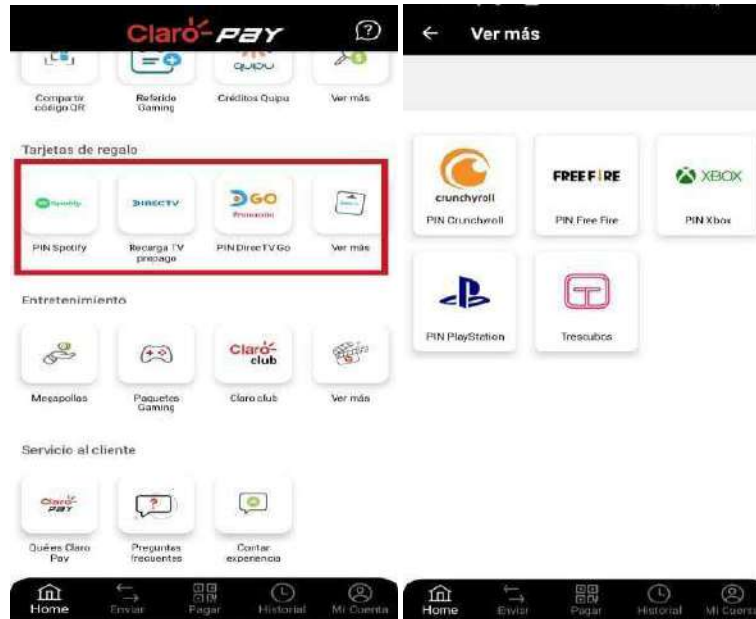 Claro- pay
?
QUIPU
Compartir
código QR
Referido
Gaming
Créditos Quipu
Ver más
Tarjetas de regalo
Spotify
DIRECTV
DGO
Prepago
PIN Spotify
Recarga TV
prepago
PIN DirecTV Go
Ver más
Entretenimiento
Claro-
club
Megapollas
Paquetes
Gaming
Claro club
Ver más
Servicio al cliente
Claro-
pay
?
Qué es Claro
Pay
Preguntas
frecuentes
Contar
experiencia
Home
Enviar
Pagar
Historial
Mi Cuenta
Ver más
crunchyroll
FREE FIRE
XBOX
PIN Crunchyroll
PIN Free Fire
PIN Xbox
PIN PlayStation
Trescubos
Home
Enviar
Pagar
Historial
Mi Cuenta